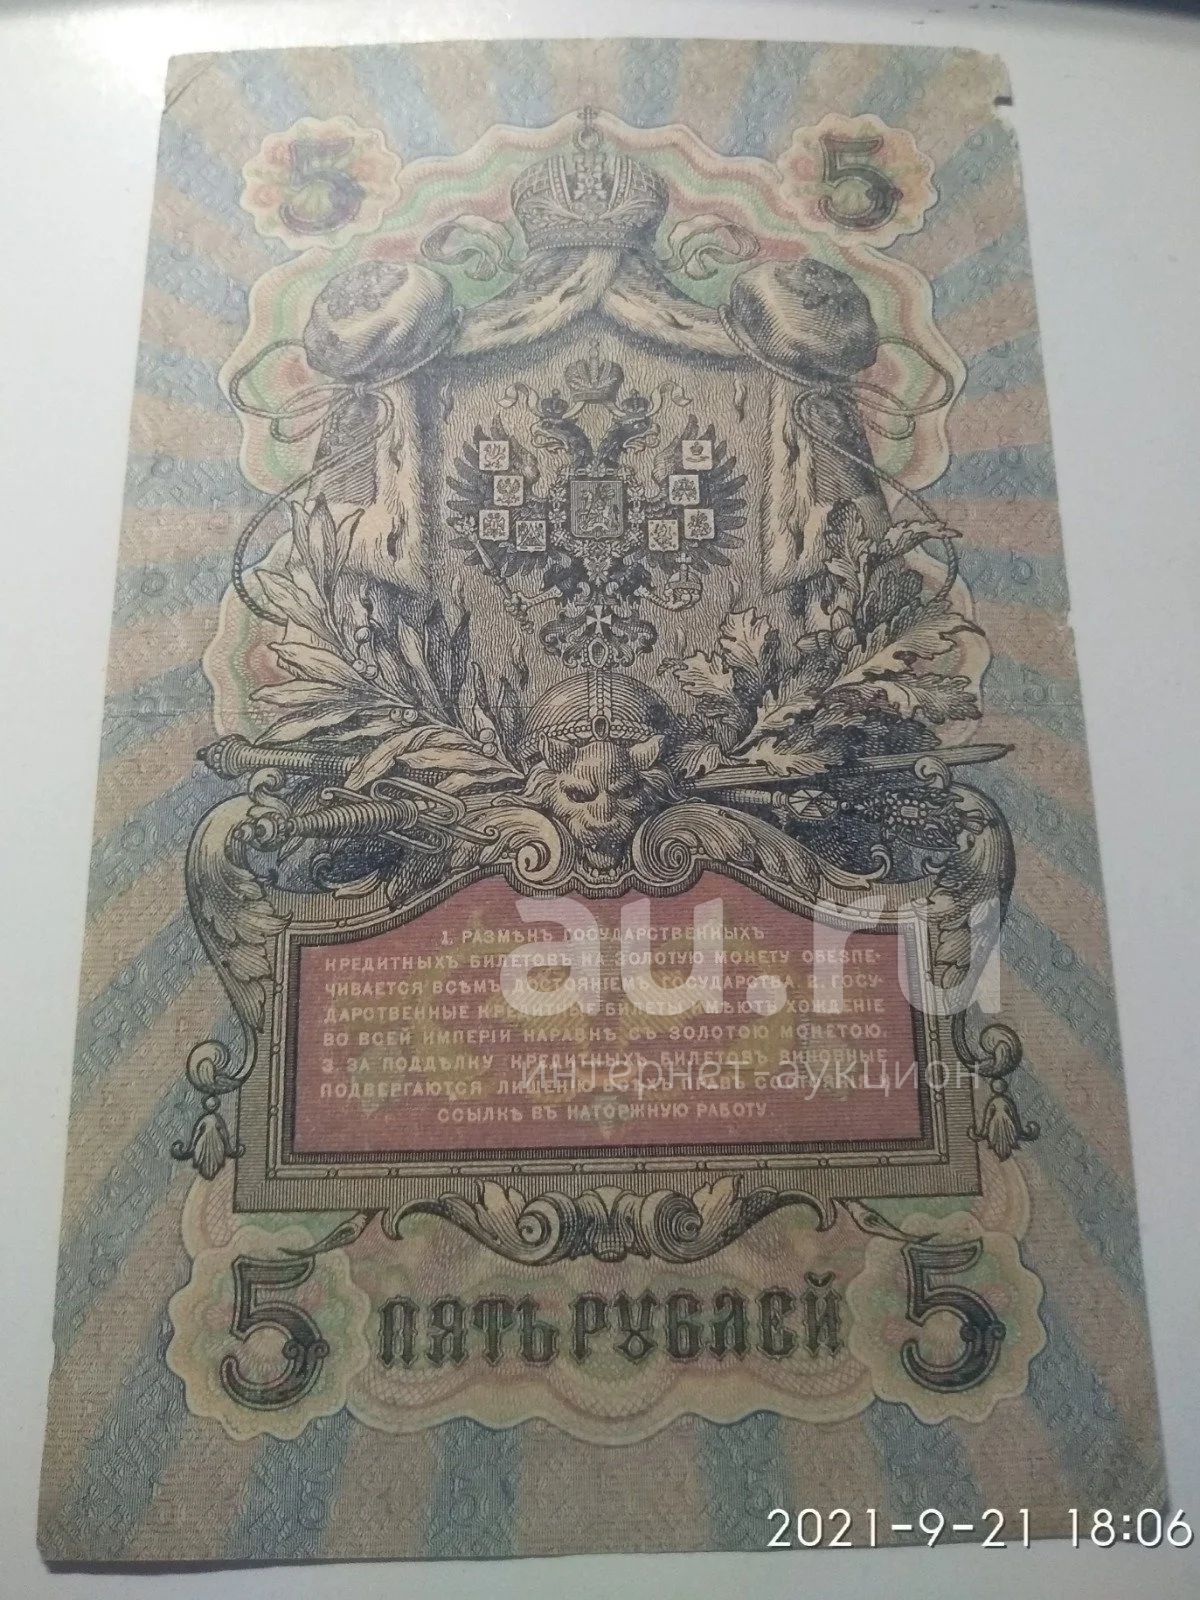 5 5
1. РАЗМѢНЪ ГОСУДАРСТВЕННЫХЪ
КРЕДИТНЫХЪ БИЛЕТОВЪ НА ЗОЛОТУЮ МОНЕТУ ОБЕЗПЕ-
ЧИВАЕТСЯ ВСѢМЪ ДОСТОЯНІЕМЪ ГОСУДАРСТВА. 2. ГОСУ-
ДАРСТВЕННЫЕ КРЕДИТНЫЕ БИЛЕТЫ ИМѢЮТЪ ХОЖДЕНІЕ
ВО ВСЕЙ ИМПЕРІИ НАРАВНѢ СЪ ЗОЛОТОЮ МОНЕТОЮ.
3. ЗА ПОДДѢЛКУ КРЕДИТНЫХЪ БИЛЕТОВЪ ВИНОВНЫЕ
ПОДВЕРГАЮТСЯ ЛИШЕНІЮ ВСѢХЪ ПРАВЪ СОСТОЯНІЯ И
ССЫЛКѢ ВЪ КАТОРЖНУЮ РАБОТУ.
au.ru
интернет-аукцион
5 ПЯТЬ РУБЛЕЙ 5
2021-9-21 18:06